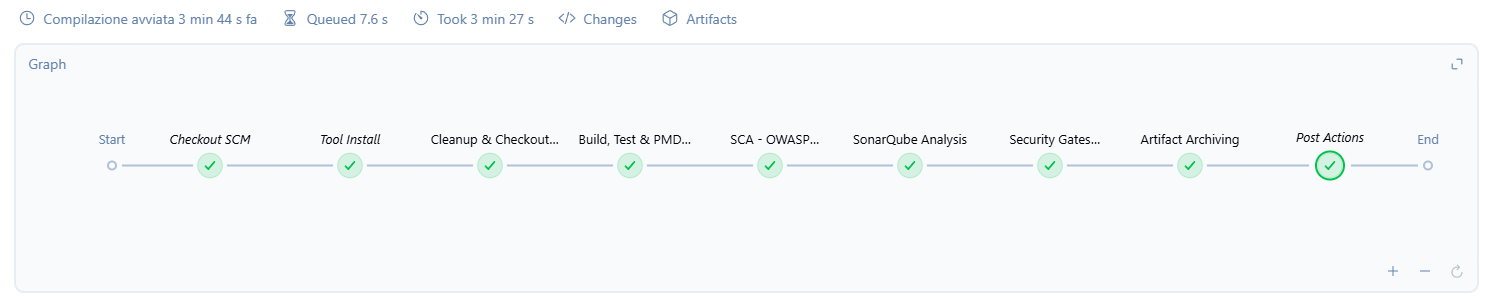 Compilazione avviata 3 min 44 s fa Queued 7.6 s Took 3 min 27 s Changes Artifacts
Graph
Start Checkout SCM Tool Install Cleanup & Checkout... Build, Test & PMD... SCA - OWASP... SonarQube Analysis Security Gates... Artifact Archiving Post Actions End